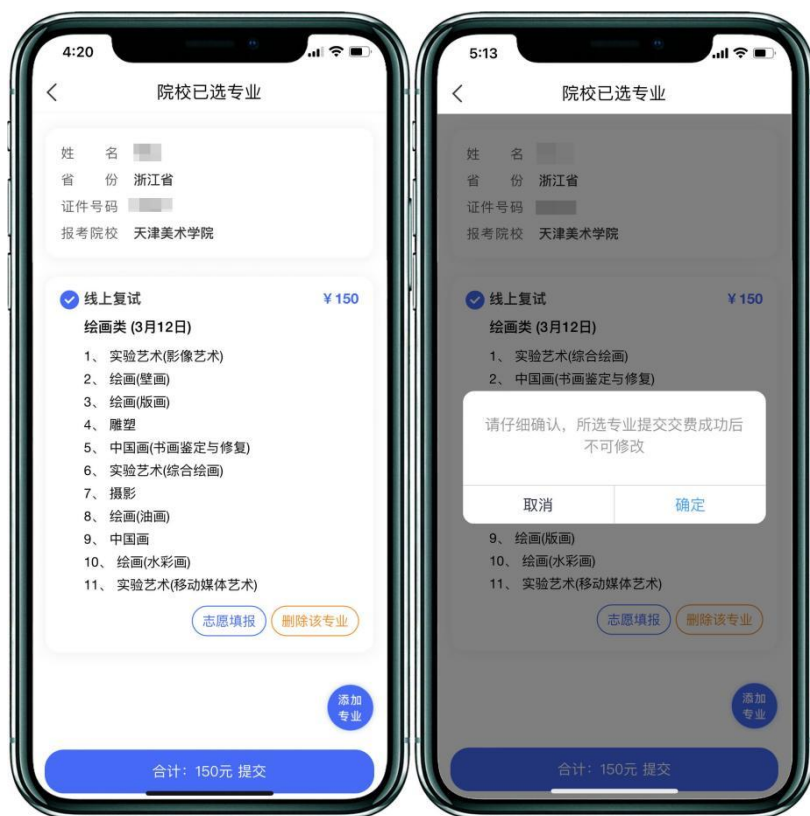 4:20
院校已选专业
姓 名
省 份 浙江省
证件号码
报考院校 天津美术学院
线上复试 ¥150
绘画类 (3月12日)
1、 实验艺术(影像艺术)
2、 绘画(壁画)
3、 绘画(版画)
4、 雕塑
5、 中国画(书画鉴定与修复)
6、 实验艺术(综合绘画)
7、 摄影
8、 绘画(油画)
9、 中国画
10、 绘画(水彩画)
11、 实验艺术(移动媒体艺术)
志愿填报 删除该专业
添加
专业
合计：150元 提交
5:13
院校已选专业
姓 名
省 份 浙江省
证件号码
报考院校 天津美术学院
线上复试 ¥150
绘画类 (3月12日)
1、 实验艺术(综合绘画)
2、 中国画(书画鉴定与修复)
请仔细确认，所选专业提交交费成功后
不可修改
取消 确定
9、 绘画(版画)
10、 绘画(水彩画)
11、 实验艺术(移动媒体艺术)
志愿填报 删除该专业
添加
专业
合计：150元 提交